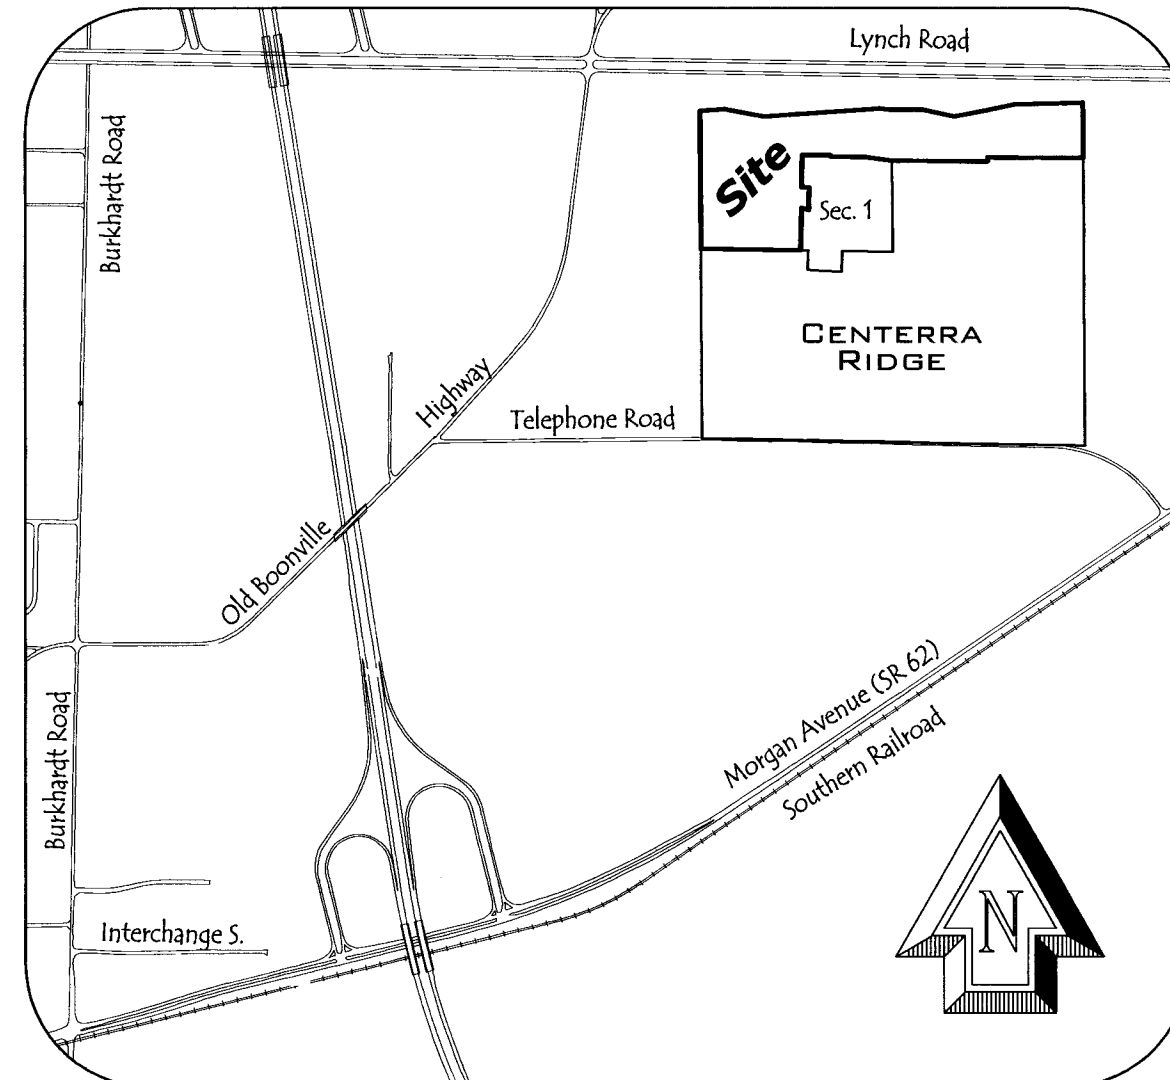 Lynch Road
Burkhardt Road
Site
Sec. 1
CENTERRA
RIDGE
Highway
Telephone Road
Old Boonville
Morgan Avenue (SR 62)
Burkhardt Road
Southern Railroad
Interchange S.
N